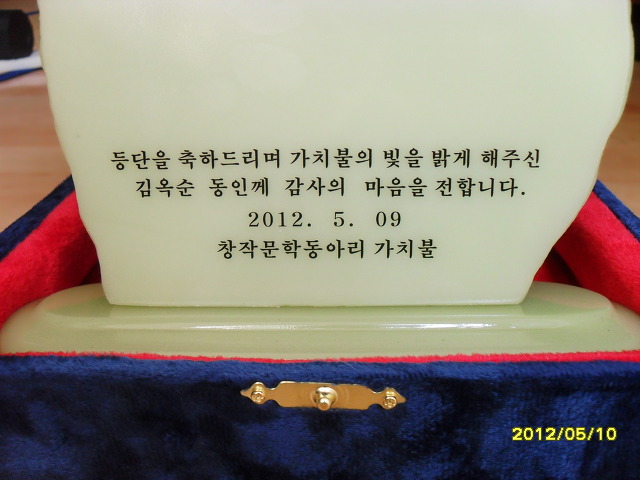 등단을 축하드리며 가치불의 빛을 밝게 해주신
김옥순 동인께 감사의 마음을 전합니다.
2012. 5. 09
창작문학동아리 가치불
2012/05/10